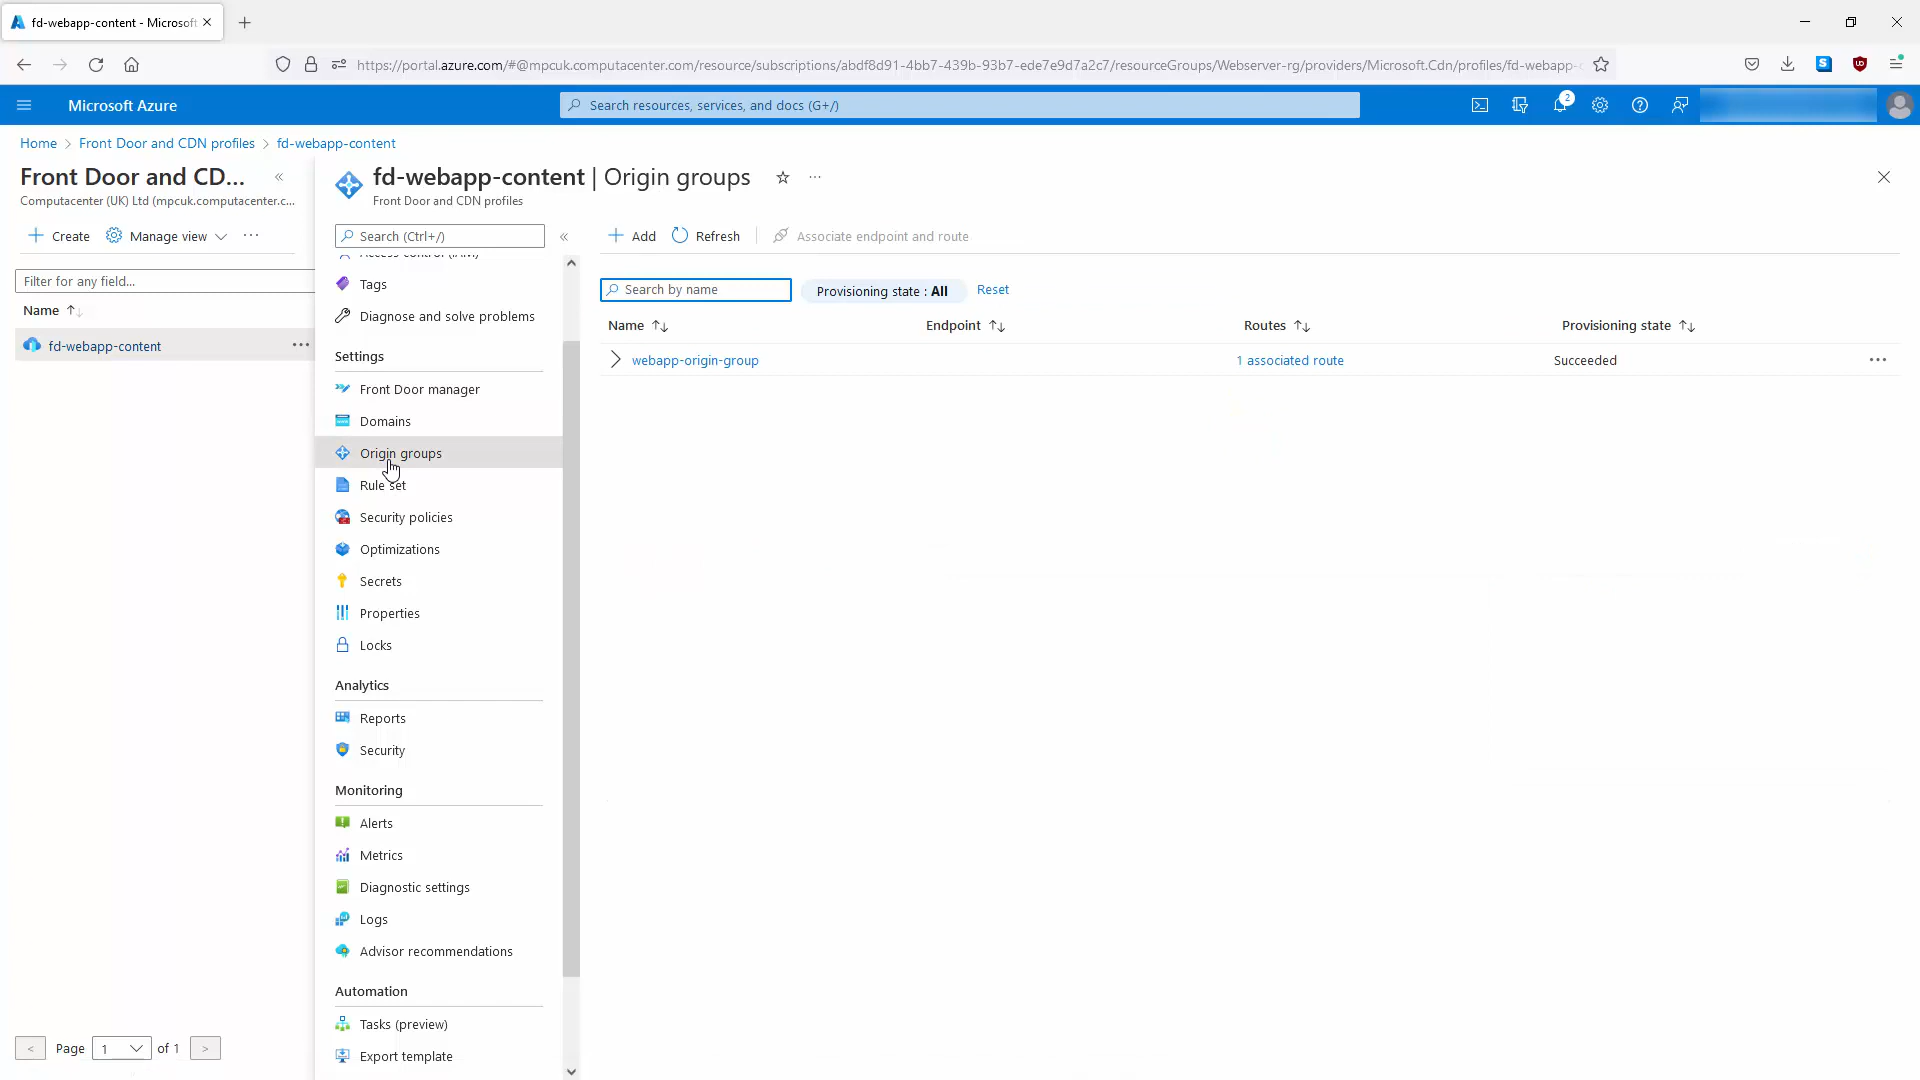 fd-webapp-content - Microsoft
https://portal.azure.com/#@mpcuk.computacenter.com/resource/subscriptions/abdf8d91-4bb7-439b-93b7-ede7e9d7a2c7/resourceGroups/Webserver-rg/providers/Microsoft.Cdn/profiles/fd-webapp-c
Microsoft Azure
Search resources, services, and docs (G+/)
2
Home > Front Door and CDN profiles > fd-webapp-content
Front Door and CD...
Computacenter (UK) Ltd (mpcuk.computacenter.c...
Create
Manage view
Filter for any field...
Name
fd-webapp-content
< Page 1 of 1 >
fd-webapp-content | Origin groups
Front Door and CDN profiles
Search (Ctrl+/)
Access control (IAM)
Tags
Diagnose and solve problems
Settings
Front Door manager
Domains
Origin groups
Rule set
Security policies
Optimizations
Secrets
Properties
Locks
Analytics
Reports
Security
Monitoring
Alerts
Metrics
Diagnostic settings
Logs
Advisor recommendations
Automation
Tasks (preview)
Export template
Add
Refresh
Associate endpoint and route
Search by name
Provisioning state : All
Reset
Name Endpoint Routes Provisioning state
webapp-origin-group 1 associated route Succeeded